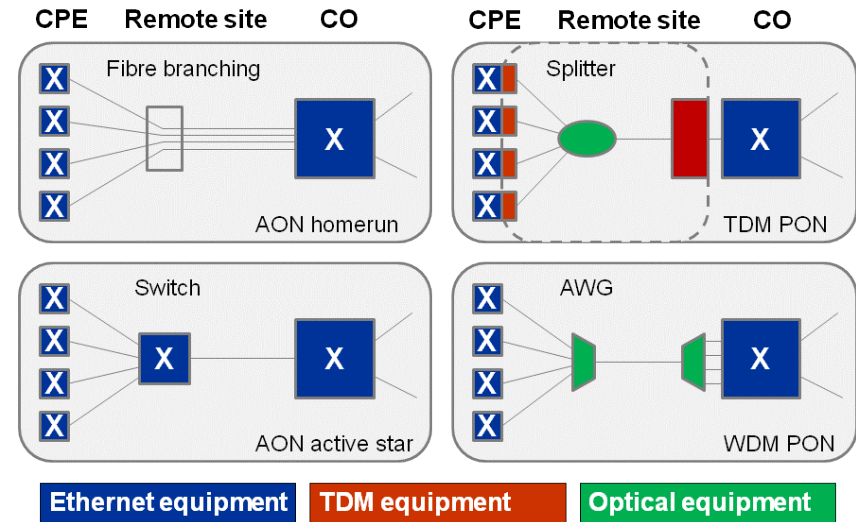 CPE Remote site CO
CPE Remote site CO
Fibre branching
X
X
X
X
X
AON homerun
Splitter
X
X
X
X
X
TDM PON
Switch
X
X
X
X
X
X
AON active star
AWG
X
X
X
X
X
WDM PON
Ethernet equipment
TDM equipment
Optical equipment